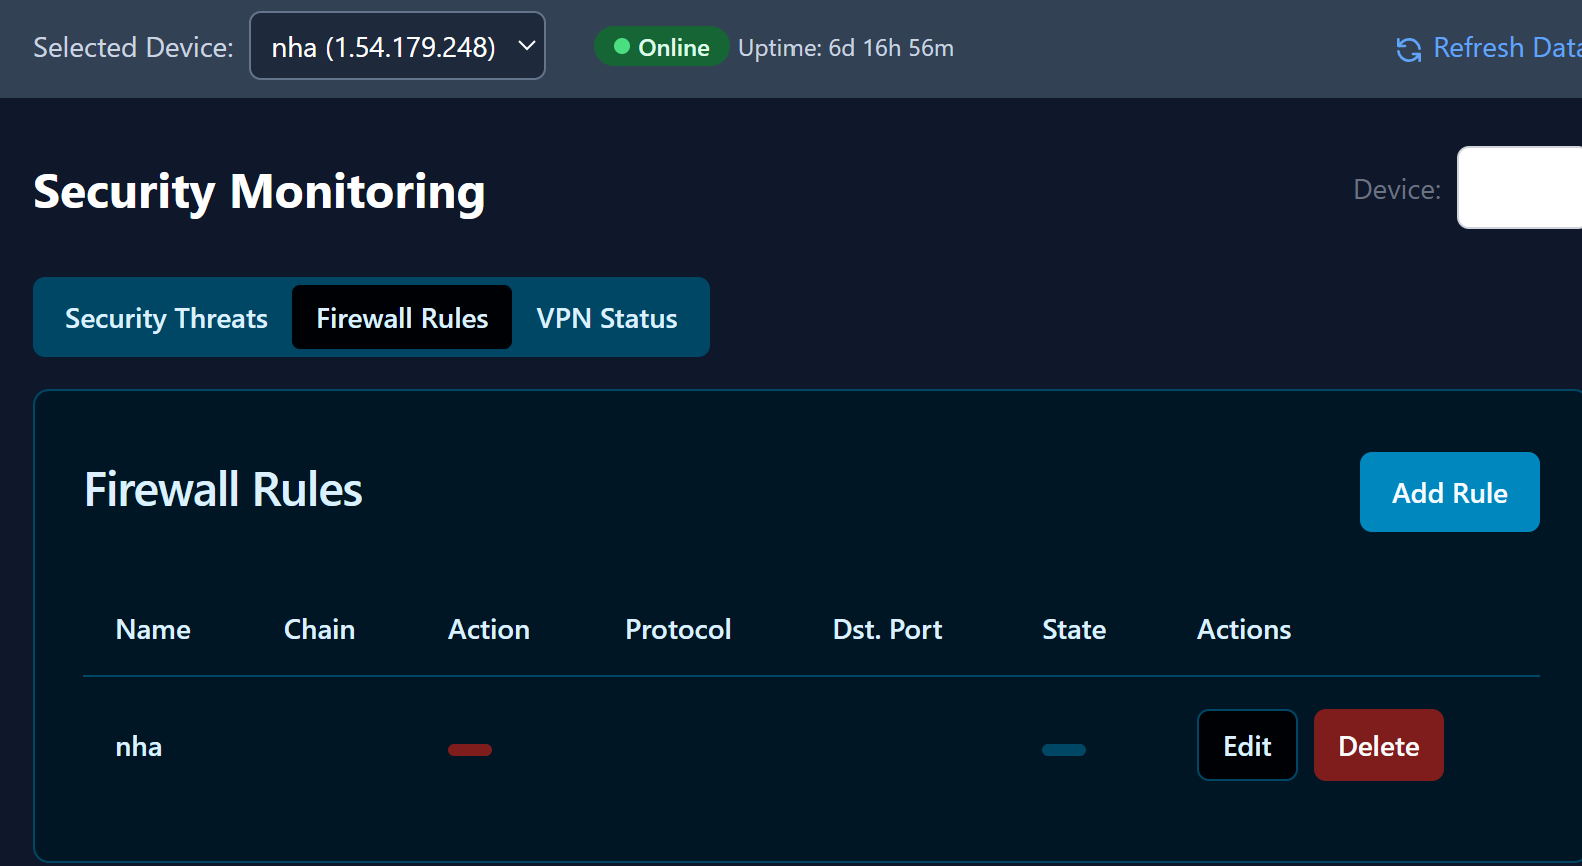 Selected Device: nha (1.54.179.248) Online Uptime: 6d 16h 56m Refresh Data
Security Monitoring Device:
Security Threats Firewall Rules VPN Status
Firewall Rules Add Rule
Name Chain Action Protocol Dst. Port State Actions
nha Edit Delete